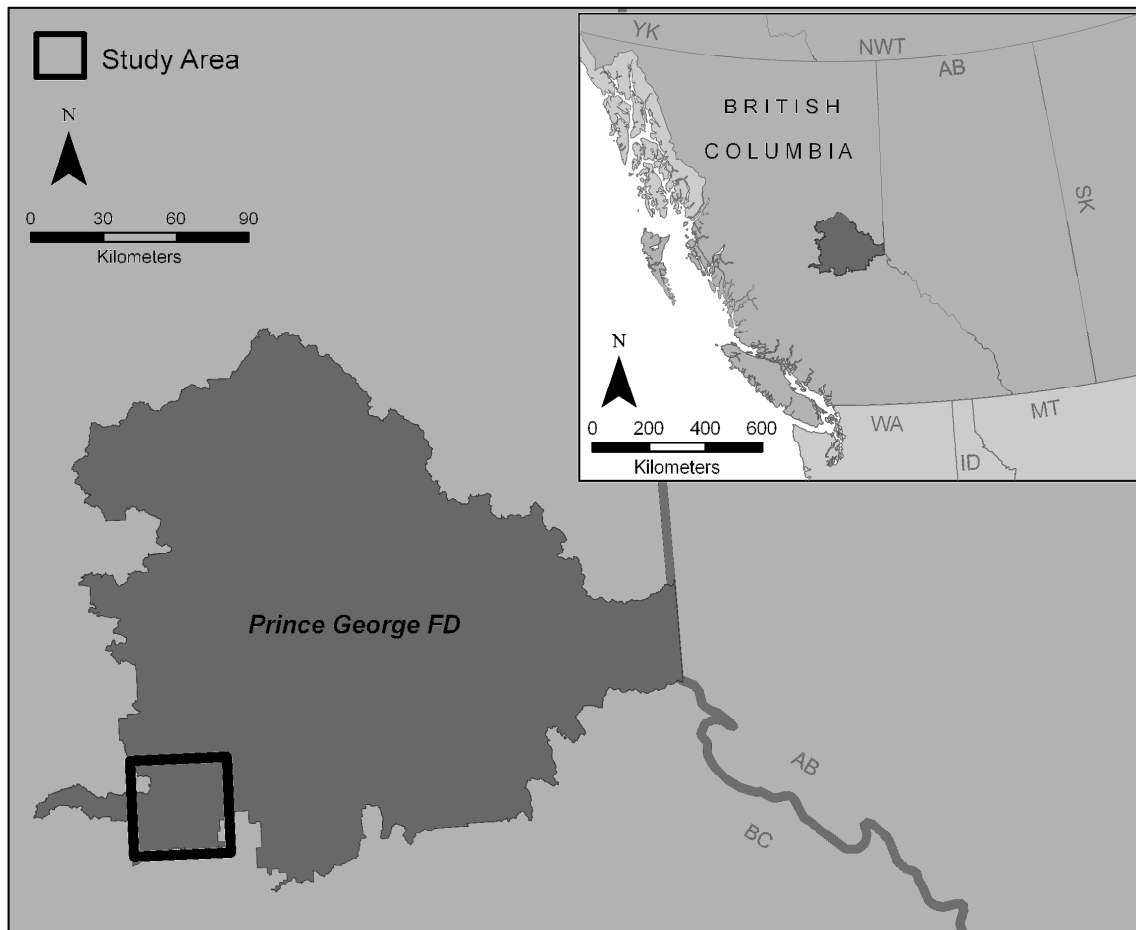 Study Area
N
0 30 60 90
Kilometers
Prince George FD
AB
BC
YK
NWT
AB
BRITISH
COLUMBIA
SK
N
0 200 400 600
Kilometers
WA
MT
ID